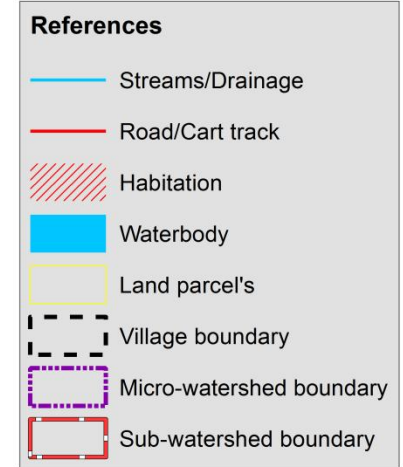 References
Streams/Drainage
Road/Cart track
Habitation
Waterbody
Land parcel's
Village boundary
Micro-watershed boundary
Sub-watershed boundary